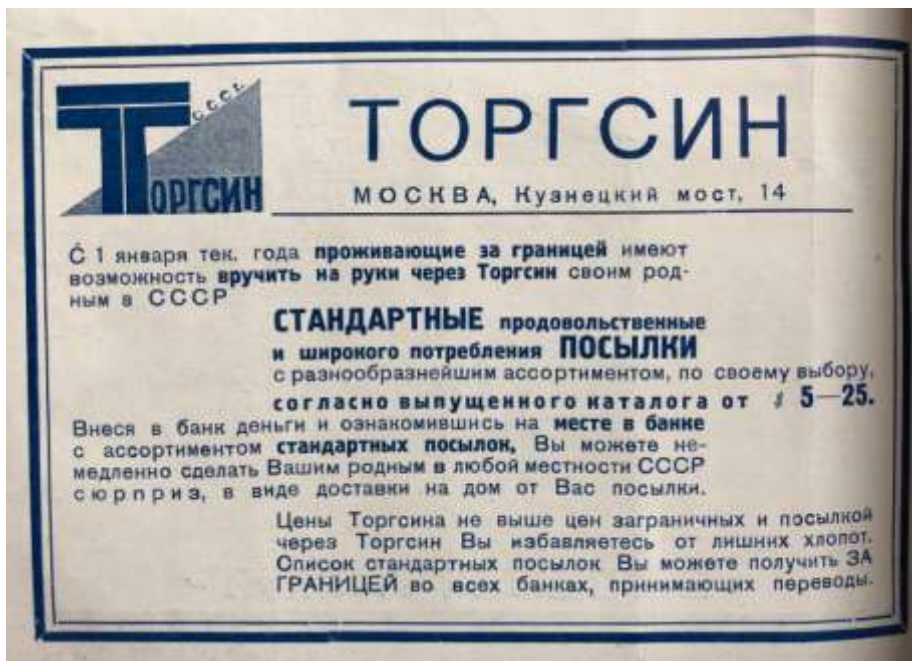 СССР
ТОРГСИН
ТОРГСИН
МОСКВА, Кузнецкий мост, 14
С 1 января тек. года проживающие за границей имеют
возможность вручить на руки через Торгсин своим род-
ным в СССР
СТАНДАРТНЫЕ продовольственные
и широкого потребления ПОСЫЛКИ
с разнообразнейшим ассортиментом, по своему выбору,
согласно выпущенного каталога от $ 5—25.
Внеся в банк деньги и ознакомившись на месте в банке
с ассортиментом стандартных посылок, Вы можете не-
медленно сделать Вашим родным в любой местности СССР
сюрприз, в виде доставки на дом от Вас посылки.
Цены Торгсина не выше цен заграничных и посылкой
через Торгсин Вы избавляетесь от лишних хлопот.
Список стандартных посылок Вы можете получить ЗА
ГРАНИЦЕЙ во всех банках, принимающих переводы.